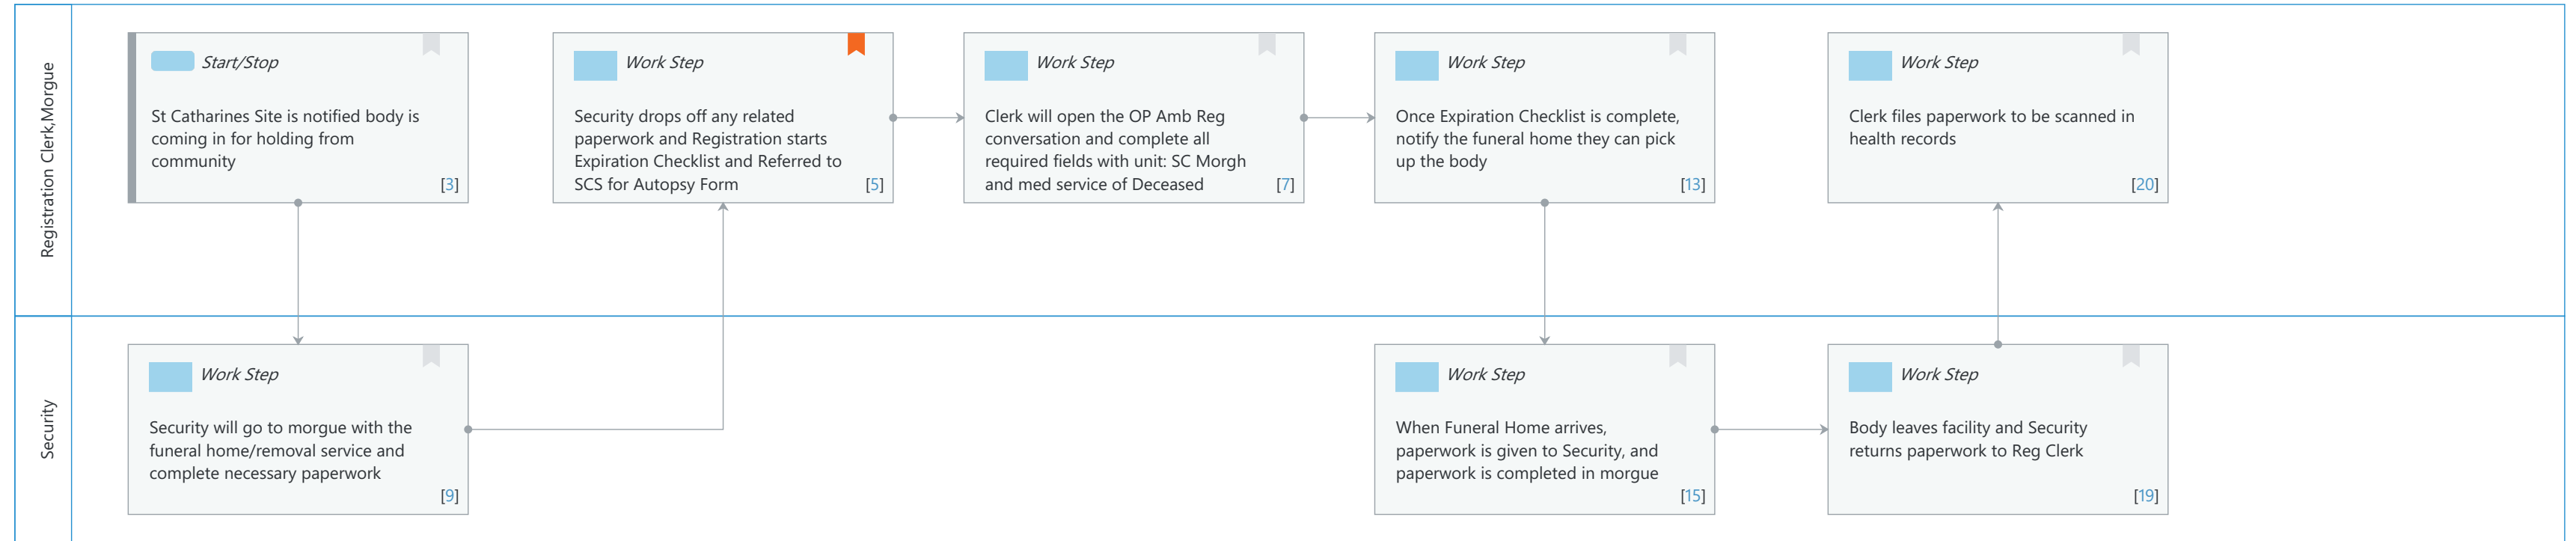 Registration Clerk,Morgue
Start/Stop
St Catharines Site is notified body is
coming in for holding from
community
[3]
Work Step
Security drops off any related
paperwork and Registration starts
Expiration Checklist and Referred to
SCS for Autopsy Form
[5]
Work Step
Clerk will open the OP Amb Reg
conversation and complete all
required fields with unit: SC Morgh
and med service of Deceased
[7]
Work Step
Once Expiration Checklist is complete,
notify the funeral home they can pick
up the body
[13]
Work Step
Clerk files paperwork to be scanned in
health records
[20]
Security
Work Step
Security will go to morgue with the
funeral home/removal service and
complete necessary paperwork
[9]
Work Step
When Funeral Home arrives,
paperwork is given to Security, and
paperwork is completed in morgue
[15]
Work Step
Body leaves facility and Security
returns paperwork to Reg Clerk
[19]